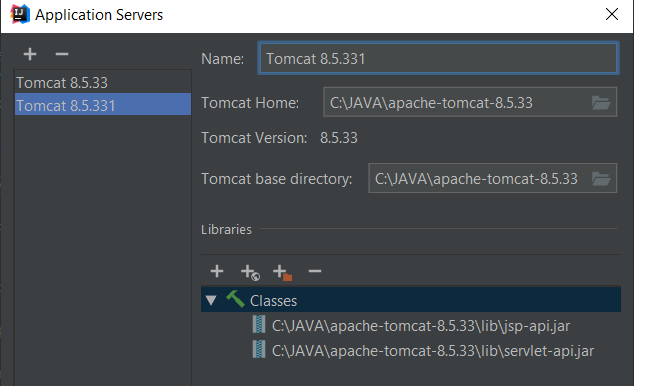 Application Servers
Tomcat 8.5.33
Tomcat 8.5.331
Name: Tomcat 8.5.331
Tomcat Home: C:\JAVA\apache-tomcat-8.5.33
Tomcat Version: 8.5.33
Tomcat base directory: C:\JAVA\apache-tomcat-8.5.33
Libraries
Classes
C:\JAVA\apache-tomcat-8.5.33\lib\jsp-api.jar
C:\JAVA\apache-tomcat-8.5.33\lib\servlet-api.jar